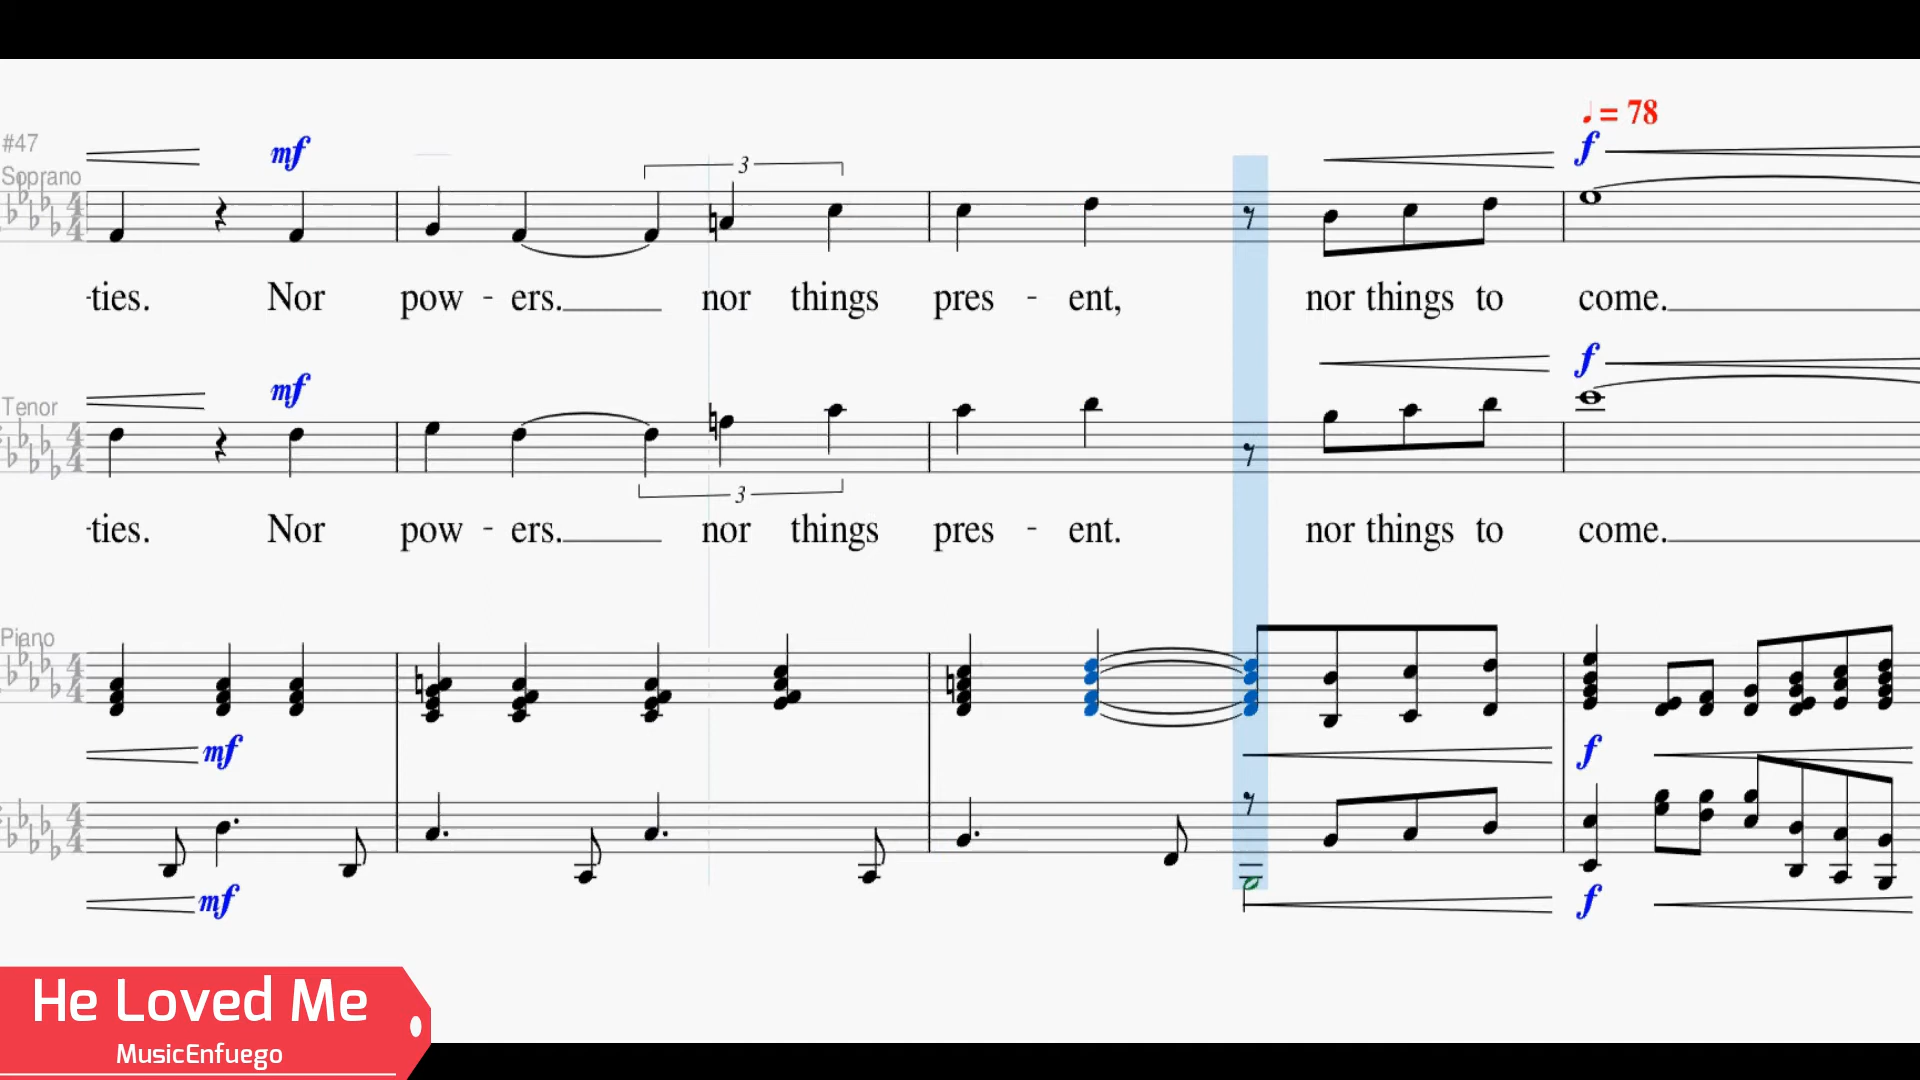 ♩ = 78
#47
mf
f
Soprano
3
-ties. Nor pow - ers. nor things pres - ent, nor things to come.
mf
f
Tenor
3
-ties. Nor pow - ers. nor things pres - ent. nor things to come.
Piano
mf
f
mf
f
He Loved Me
MusicEnfuego